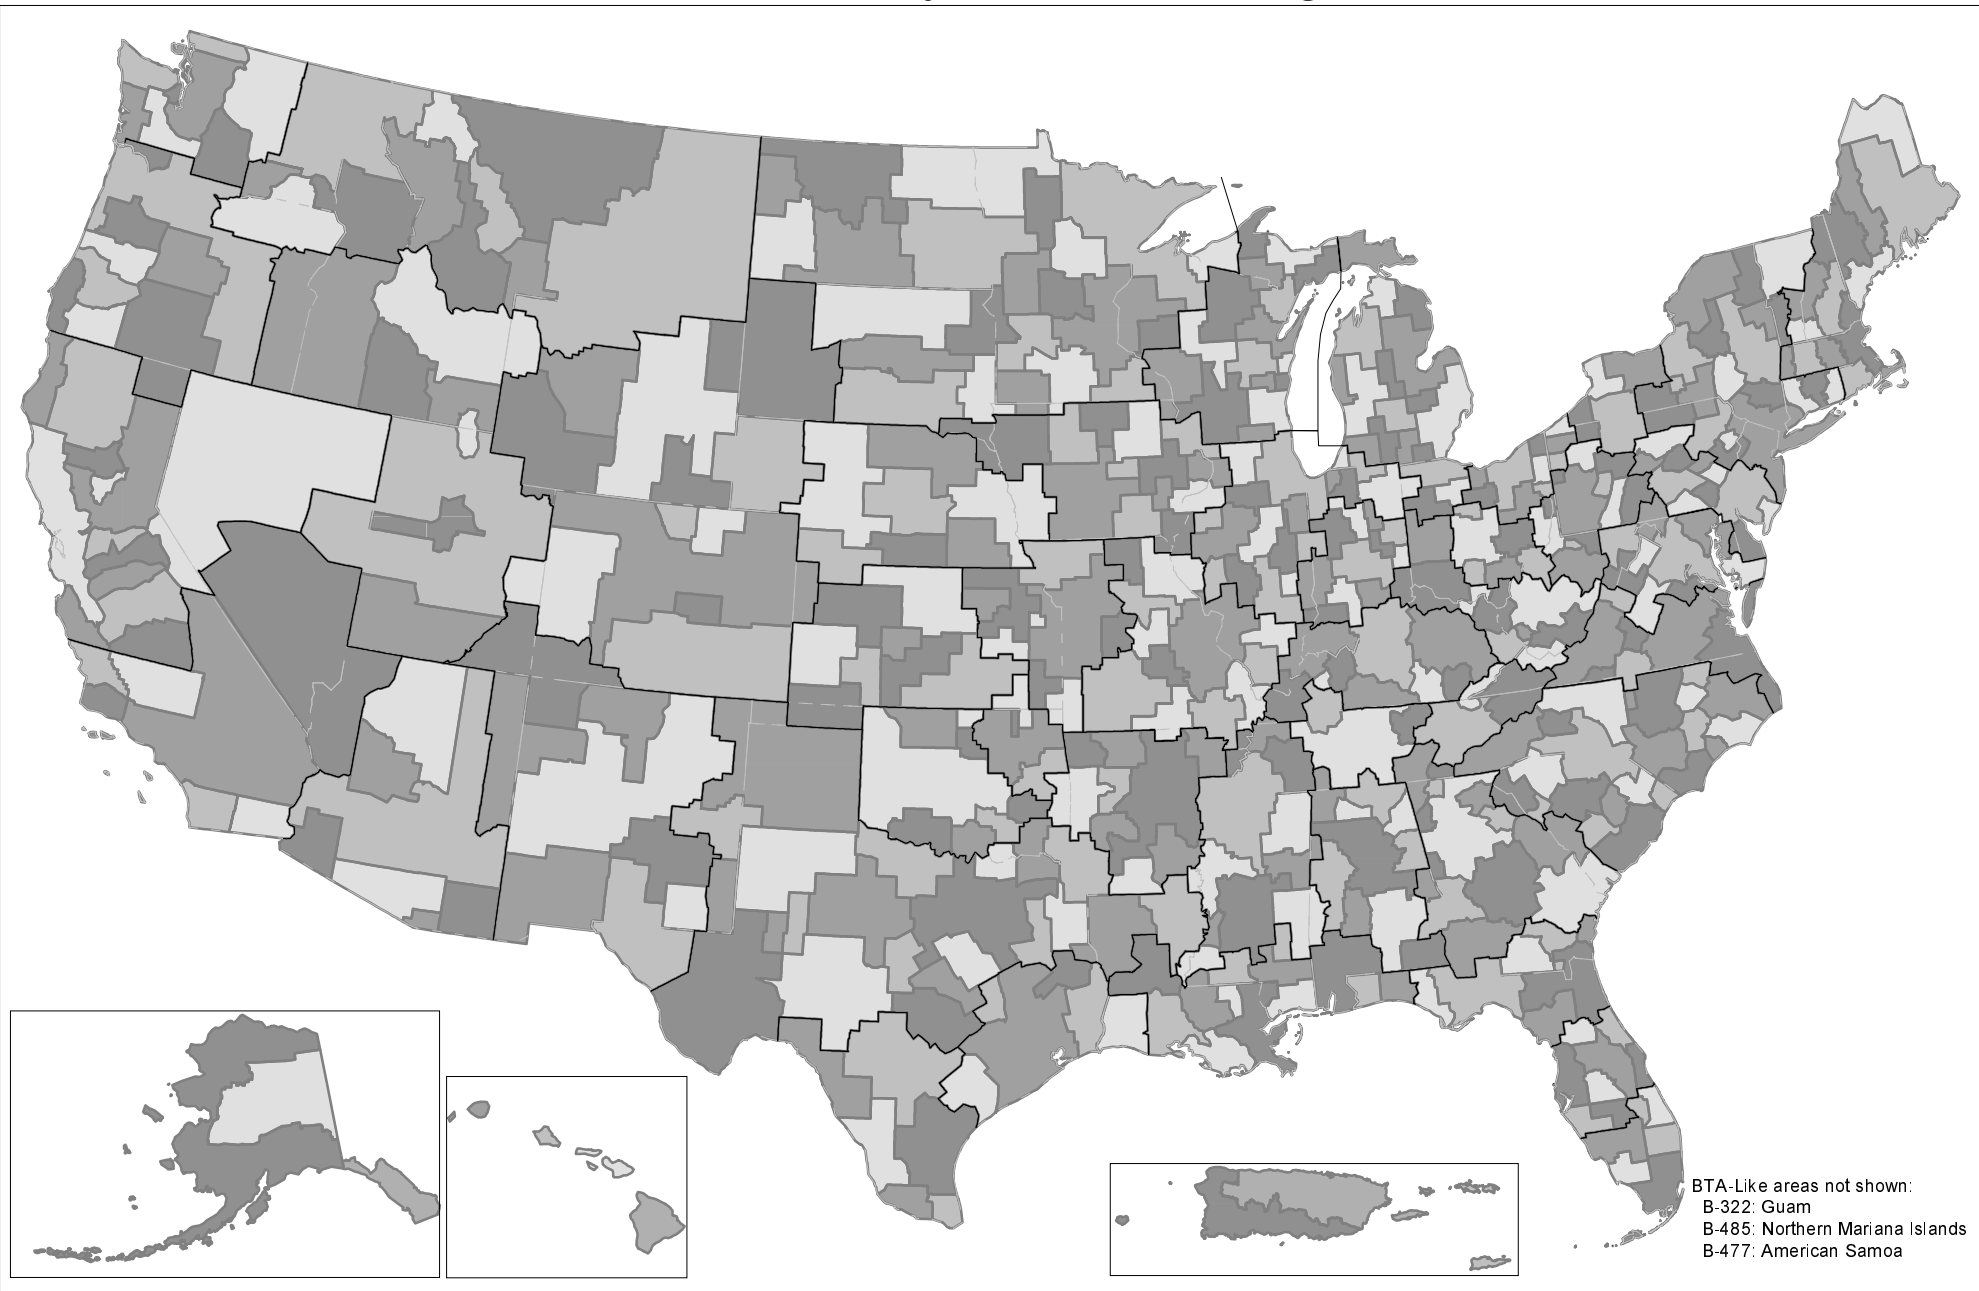 BTA-Like areas not shown:
B-322: Guam
B-485: Northern Mariana Islands
B-477: American Samoa